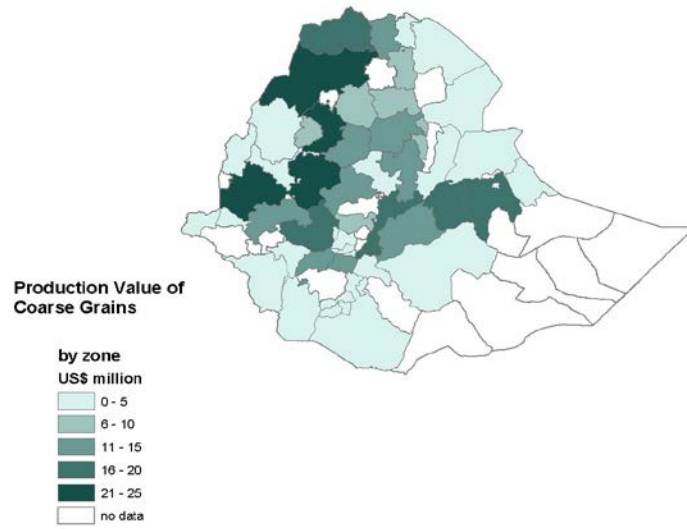 Production Value of
Coarse Grains
by zone
US$ million
0 - 5
6 - 10
11 - 15
16 - 20
21 - 25
no data